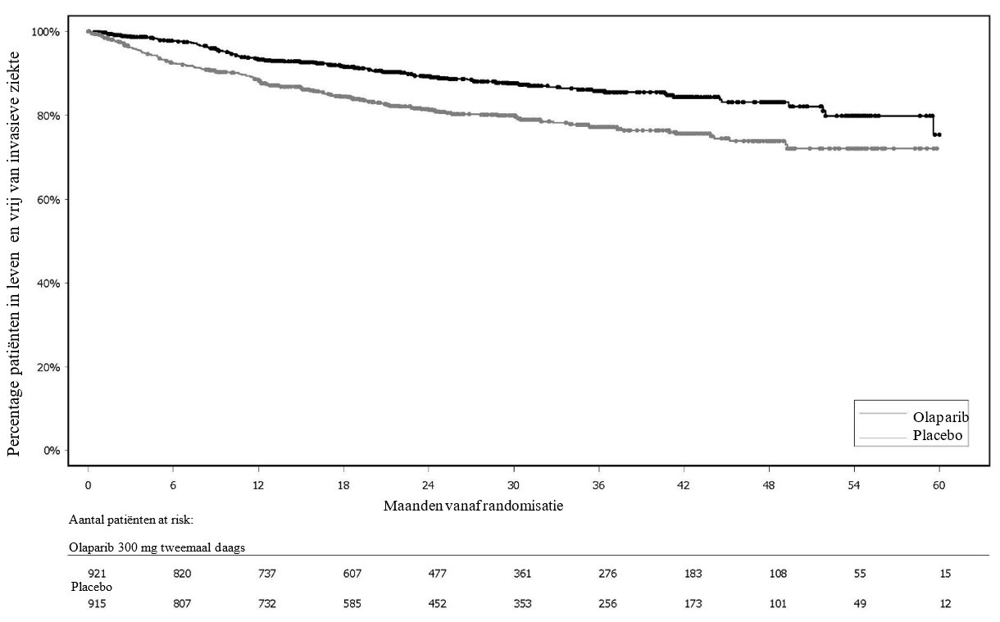 Percentage patiënten in leven en vrij van invasieve ziekte
100%
80%
60%
40%
20%
0%
Olaparib
Placebo
0 6 12 18 24 30 36 42 48 54 60
Maanden vanaf randomisatie
Aantal patiënten at risk:
Olaparib 300 mg tweemaal daags
921 820 737 607 477 361 276 183 108 55 15
Placebo
915 807 732 585 452 353 256 173 101 49 12